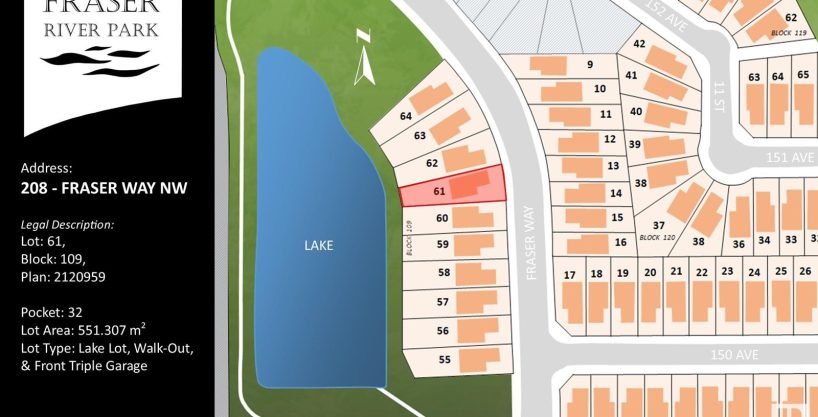 FRASER
RIVER PARK
Address:
208 - FRASER WAY NW
Legal Description:
Lot: 61,
Block: 109,
Plan: 2120959
Pocket: 32
Lot Area: 551.307 m²
Lot Type: Lake Lot, Walk-Out,
& Front Triple Garage
N
LAKE
64
63
62
61
60
59
58
57
56
55
BLOCK 109
FRASER WAY
9
10
11
12
13
14
15
16
42
41
40
39
38
37
BLOCK 120
38
36
34
33
17
18
19
20
21
22
23
24
25
26
152 AVE
11 ST
151 AVE
150 AVE
62
BLOCK 119
63
64
65